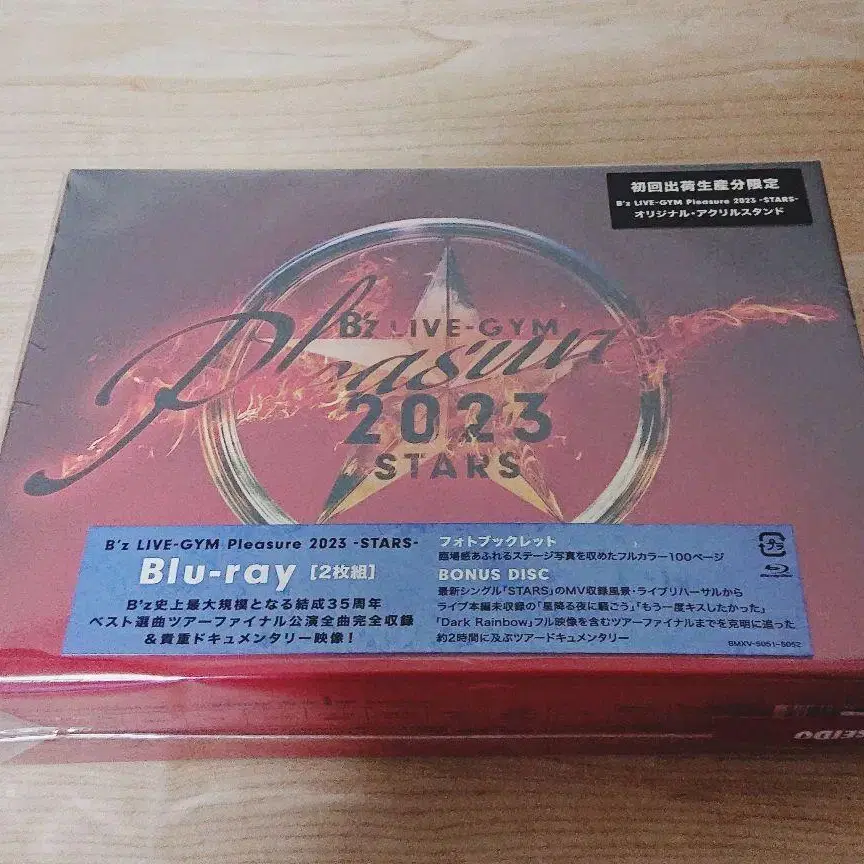 初回出荷生産分限定
B'z LIVE-GYM Pleasure 2023 -STARS-
オリジナル・アクリルスタンド
B'z LIVE-GYM
Pleasure
2023
STARS
B'z LIVE-GYM Pleasure 2023 -STARS-
Blu-ray [2枚組]
B'z史上最大規模となる結成35周年
ベスト選曲ツアーファイナル公演全曲完全収録
&貴重ドキュメンタリー映像!
フォトブックレット
臨場感あふれるステージ写真を収めたフルカラー100ページ
BONUS DISC
最新シングル「STARS」のMV収録風景・ライブリハーサルから
ライブ本編未収録の「星降る夜に騒ごう」「もう一度キスしたかった」
「Dark Rainbow」フル映像を含むツアーファイナルまでを克明に追った
約2時間に及ぶツアードキュメンタリー
プラ
Blu-ray Disc
BMXV-5051~5052